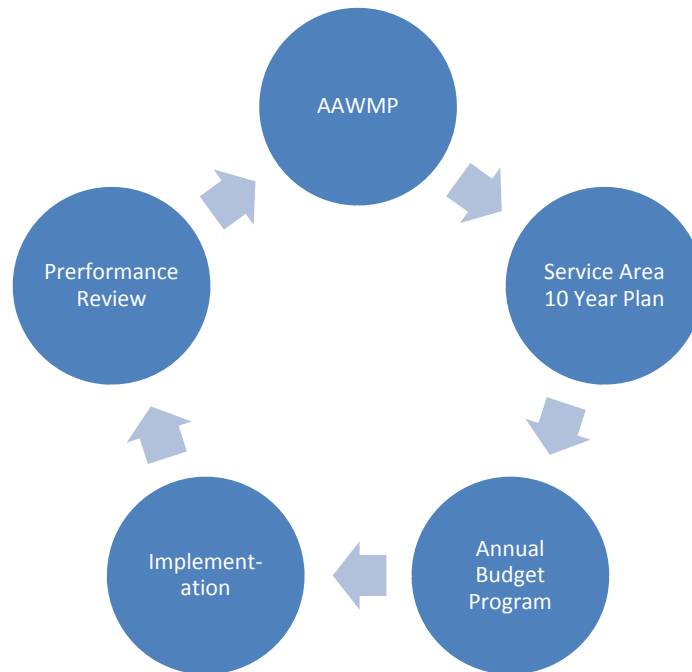 AAWMP
Service Area
10 Year Plan
Annual
Budget
Program
Implement-
ation
Prerformance
Review